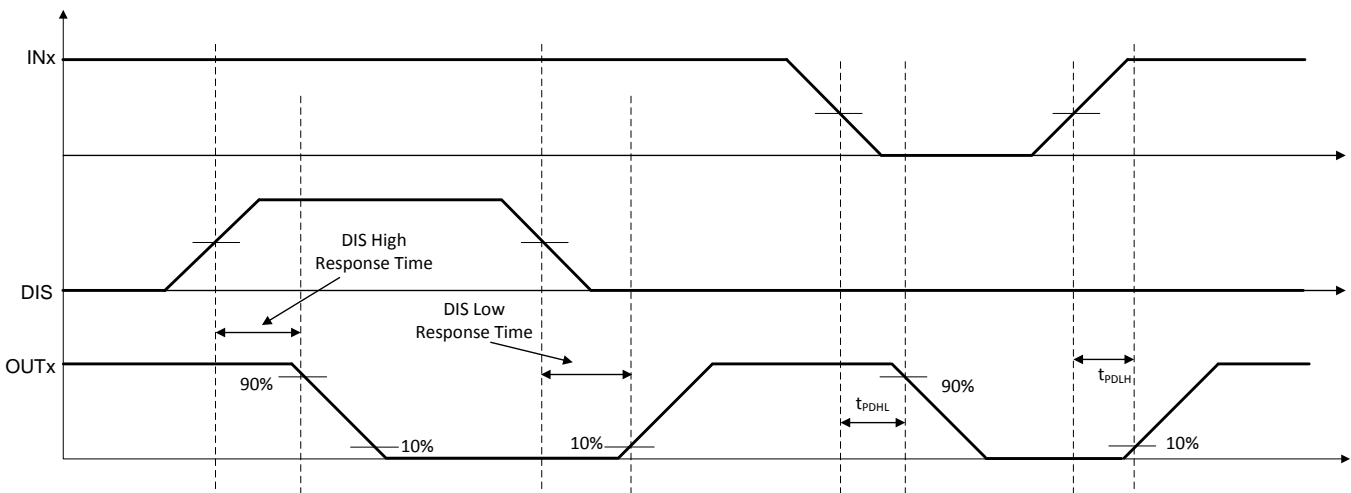 INx
DIS High
Response Time
DIS
DIS Low
Response Time
OUTx
90%
10%
10%
tPDHL
90%
tPDLH
10%